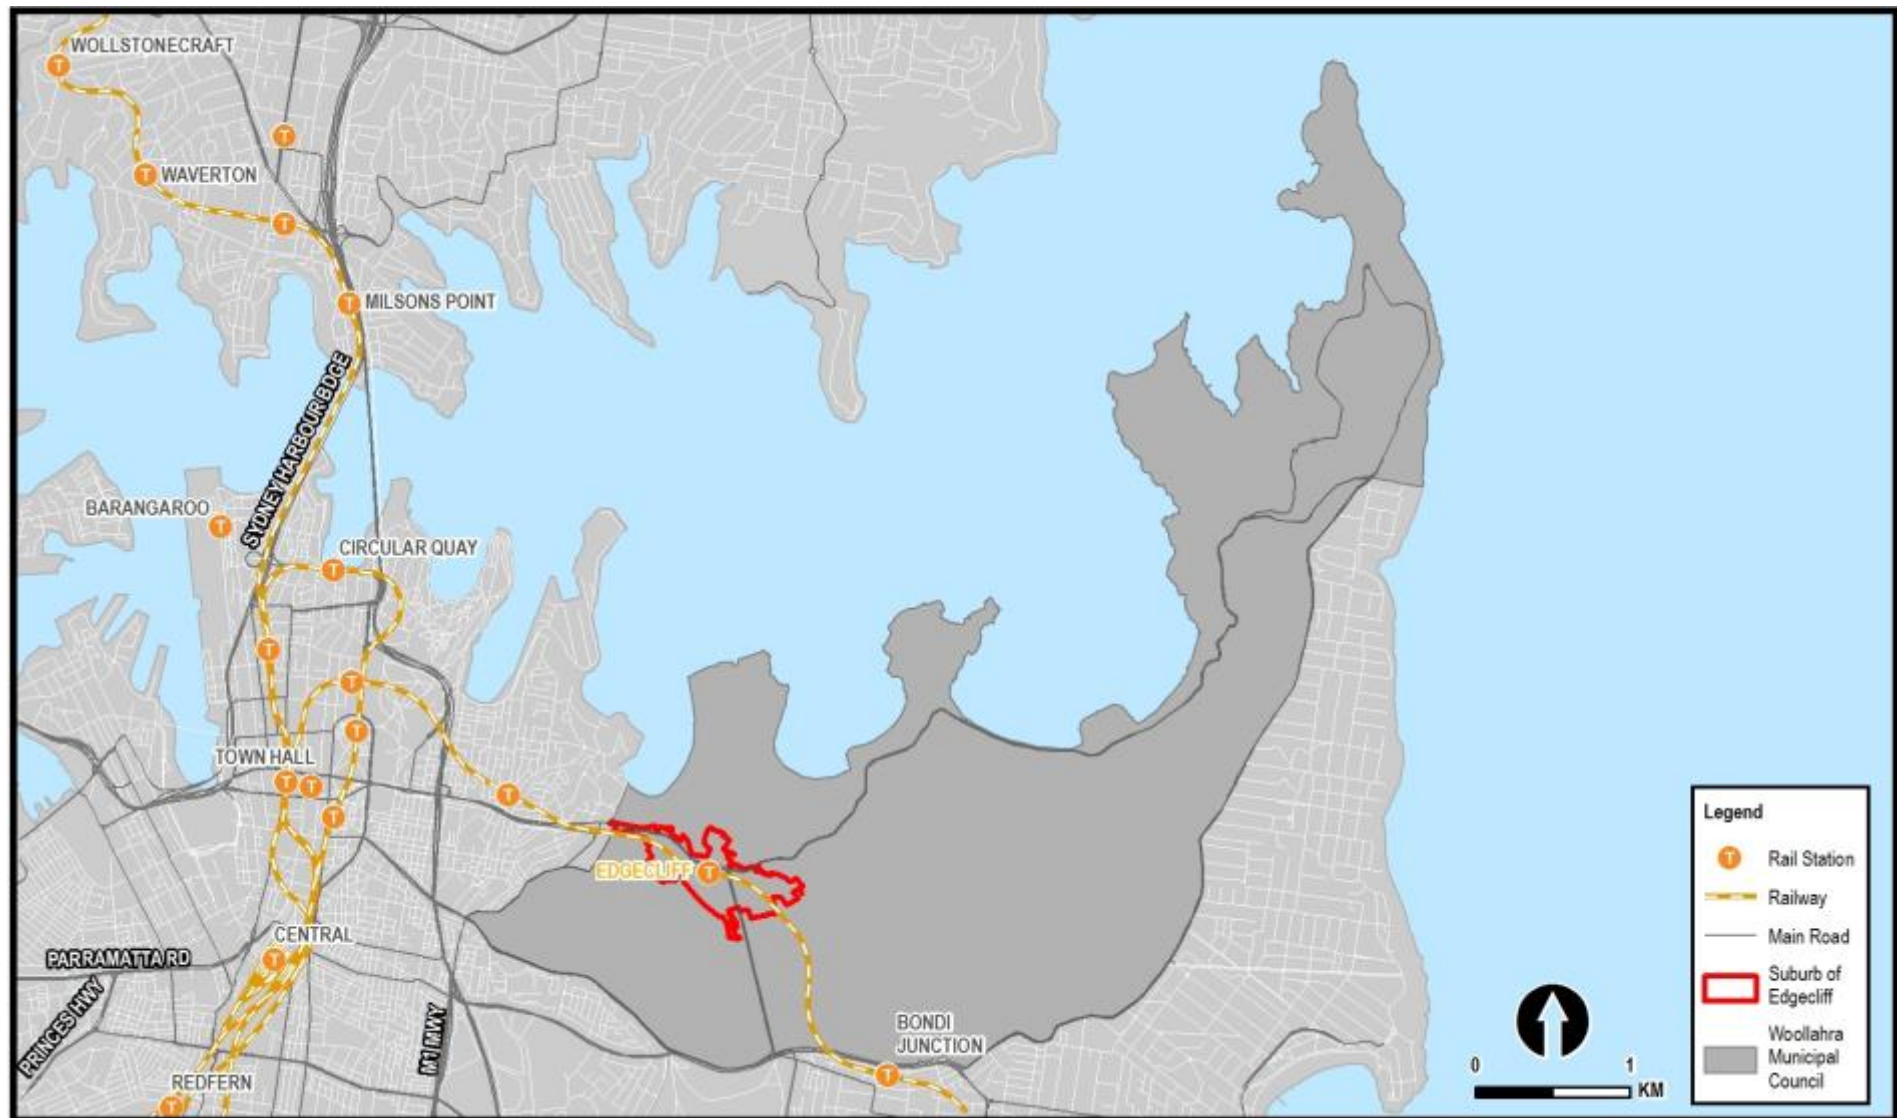 WOLLSTONECRAFT
T
T
T
WAVERTON
T
T
MILSONS POINT
SYDNEY HARBOUR BDGE
BARANGAROO
T
CIRCULAR QUAY
T
T
T
T
TOWN HALL
T
T
T
T
EDGECLIFF
T
CENTRAL
T
PARRAMATTA RD
PRINCES HWY
M1 MWY
REDFERN
T
BONDI
JUNCTION
T
0
1
KM
Legend
T
Rail Station
Railway
Main Road
Suburb of
Edgecliff
Woollahra
Municipal
Council